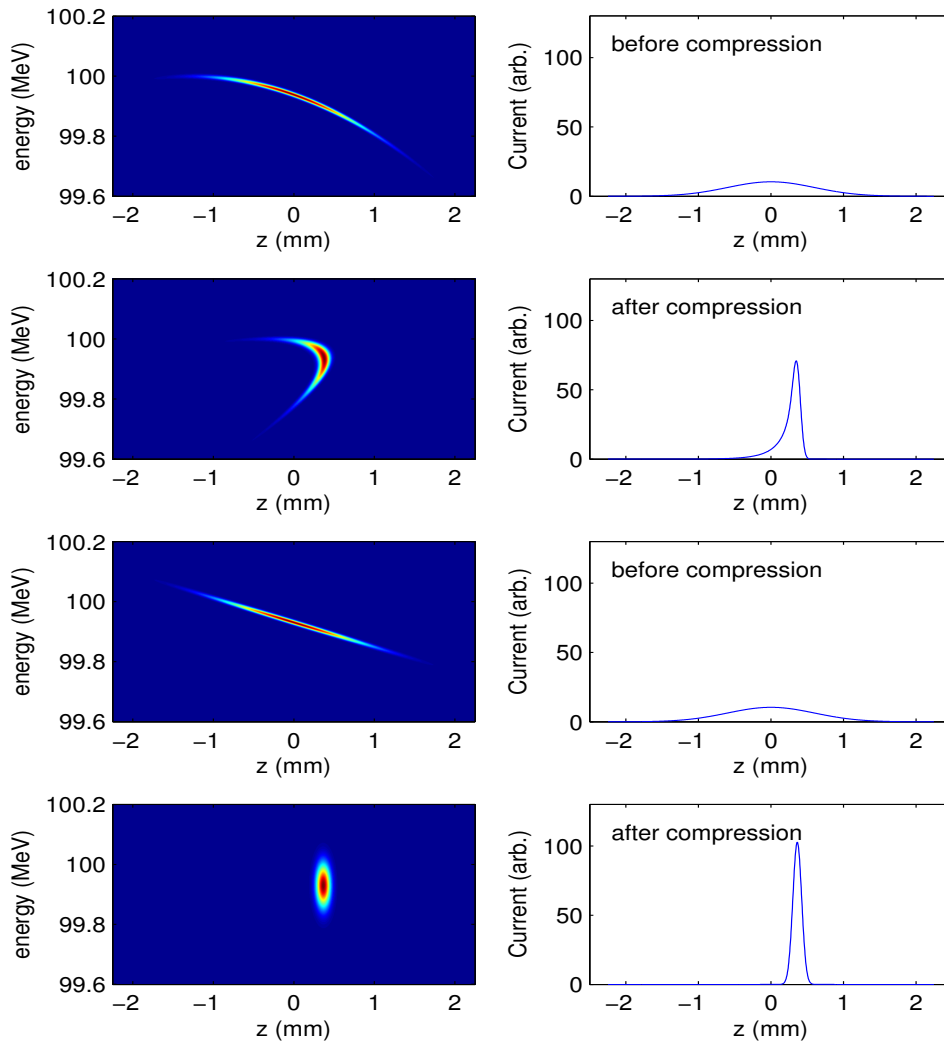 100.2
100
99.8
99.6
energy (MeV)
−2 −1 0 1 2
z (mm)
before compression
100
50
0
Current (arb.)
−2 −1 0 1 2
z (mm)
100.2
100
99.8
99.6
energy (MeV)
−2 −1 0 1 2
z (mm)
after compression
100
50
0
Current (arb.)
−2 −1 0 1 2
z (mm)
100.2
100
99.8
99.6
energy (MeV)
−2 −1 0 1 2
z (mm)
before compression
100
50
0
Current (arb.)
−2 −1 0 1 2
z (mm)
100.2
100
99.8
99.6
energy (MeV)
−2 −1 0 1 2
z (mm)
after compression
100
50
0
Current (arb.)
−2 −1 0 1 2
z (mm)